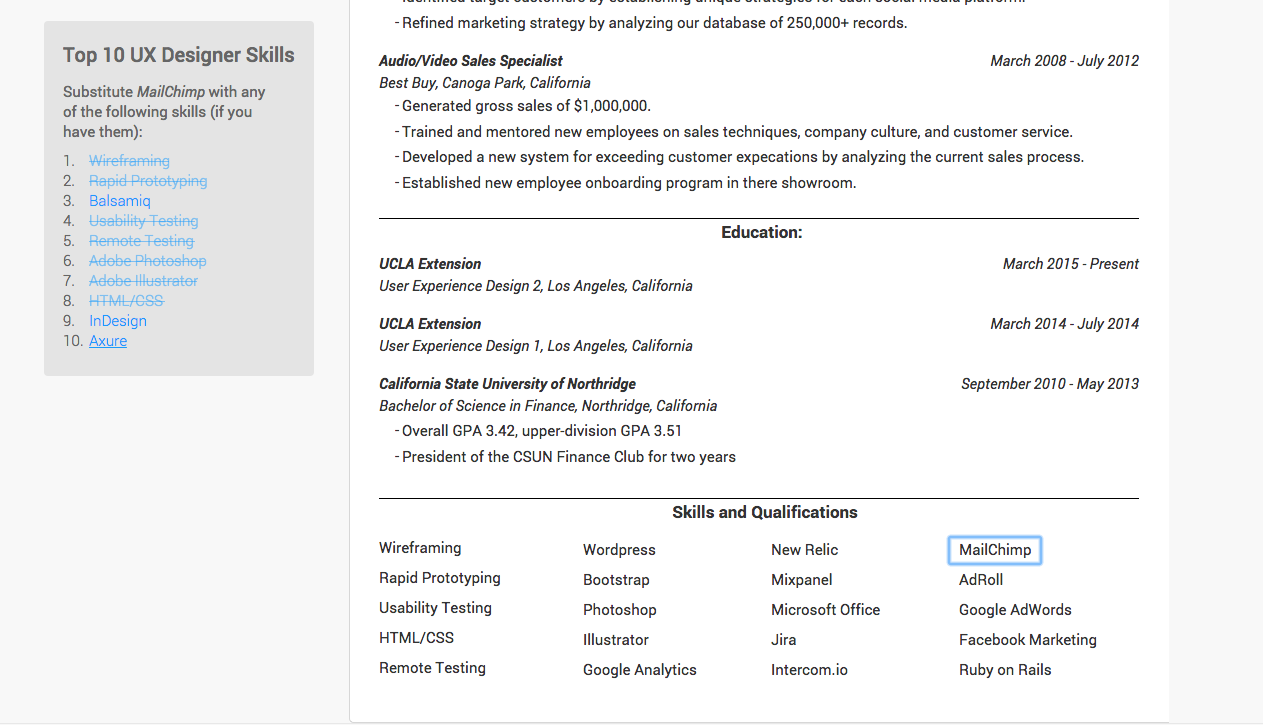 Top 10 UX Designer Skills
Substitute MailChimp with any
of the following skills (if you
have them):
1. Wireframing
2. Rapid Prototyping
3. Balsamiq
4. Usability Testing
5. Remote Testing
6. Adobe Photoshop
7. Adobe Illustrator
8. HTML/CSS
9. InDesign
10. Axure
- Refined marketing strategy by analyzing our database of 250,000+ records.
Audio/Video Sales Specialist March 2008 - July 2012
Best Buy, Canoga Park, California
- Generated gross sales of $1,000,000.
- Trained and mentored new employees on sales techniques, company culture, and customer service.
- Developed a new system for exceeding customer expecations by analyzing the current sales process.
- Established new employee onboarding program in there showroom.
Education:
UCLA Extension March 2015 - Present
User Experience Design 2, Los Angeles, California
UCLA Extension March 2014 - July 2014
User Experience Design 1, Los Angeles, California
California State University of Northridge September 2010 - May 2013
Bachelor of Science in Finance, Northridge, California
- Overall GPA 3.42, upper-division GPA 3.51
- President of the CSUN Finance Club for two years
Skills and Qualifications
Wireframing Wordpress New Relic MailChimp
Rapid Prototyping Bootstrap Mixpanel AdRoll
Usability Testing Photoshop Microsoft Office Google AdWords
HTML/CSS Illustrator Jira Facebook Marketing
Remote Testing Google Analytics Intercom.io Ruby on Rails